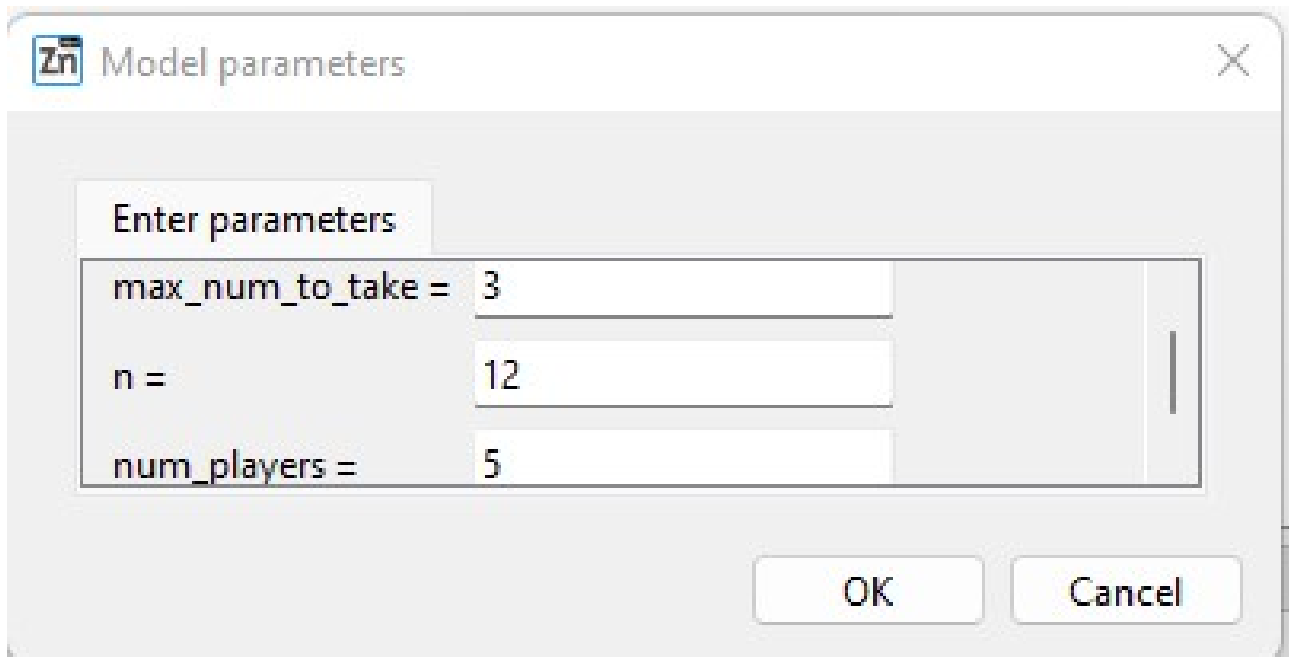 Zn Model parameters
Enter parameters
max_num_to_take = 3
n = 12
num_players = 5
OK Cancel